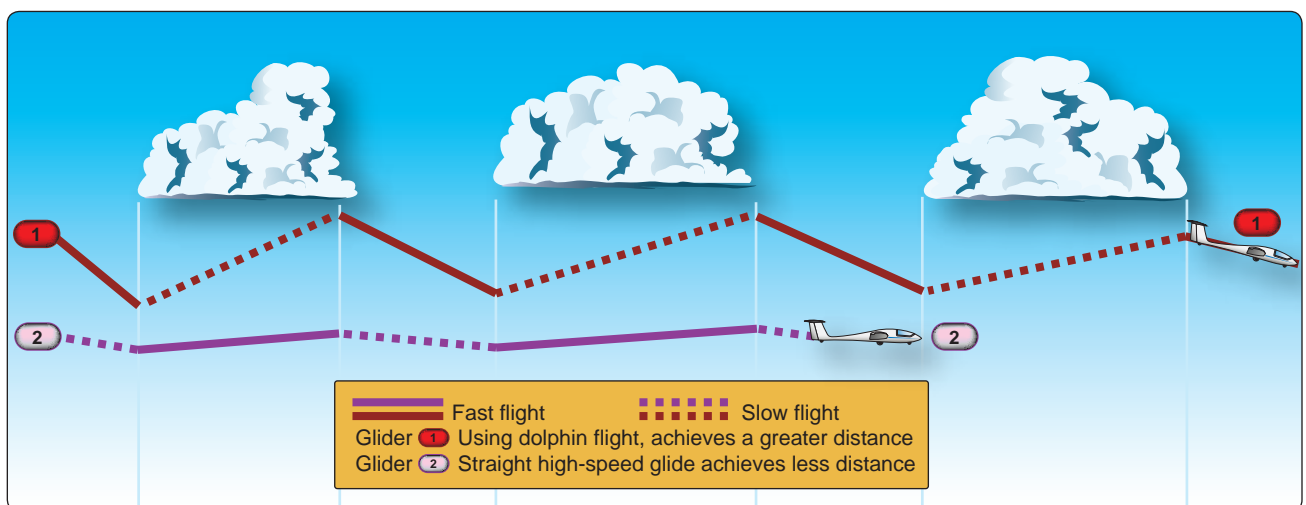 1
1
2
2
Fast flight Slow flight
Glider 1 Using dolphin flight, achieves a greater distance
Glider 2 Straight high-speed glide achieves less distance